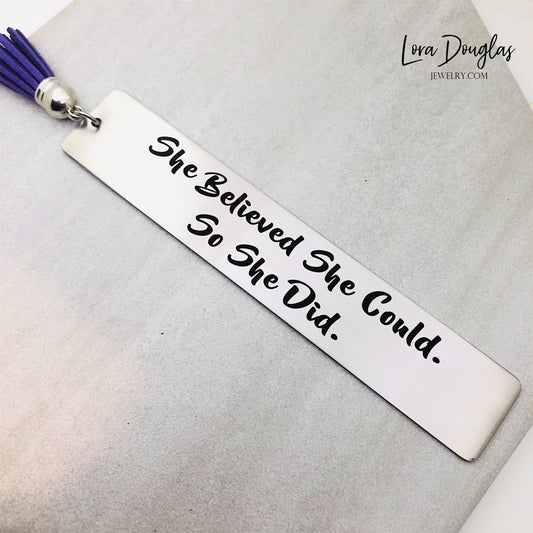 Lora Douglas
JEWELRY.COM
She Believed She Could.
So She Did.